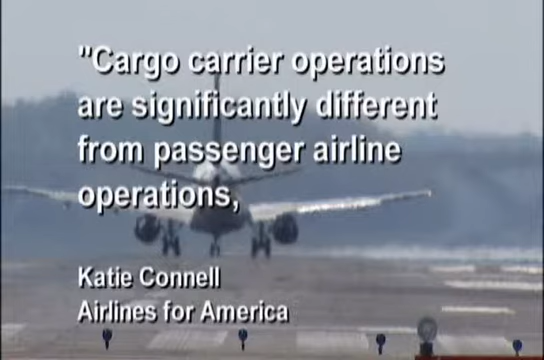 "Cargo carrier operations
are significantly different
from passenger airline
operations,
Katie Connell
Airlines for America